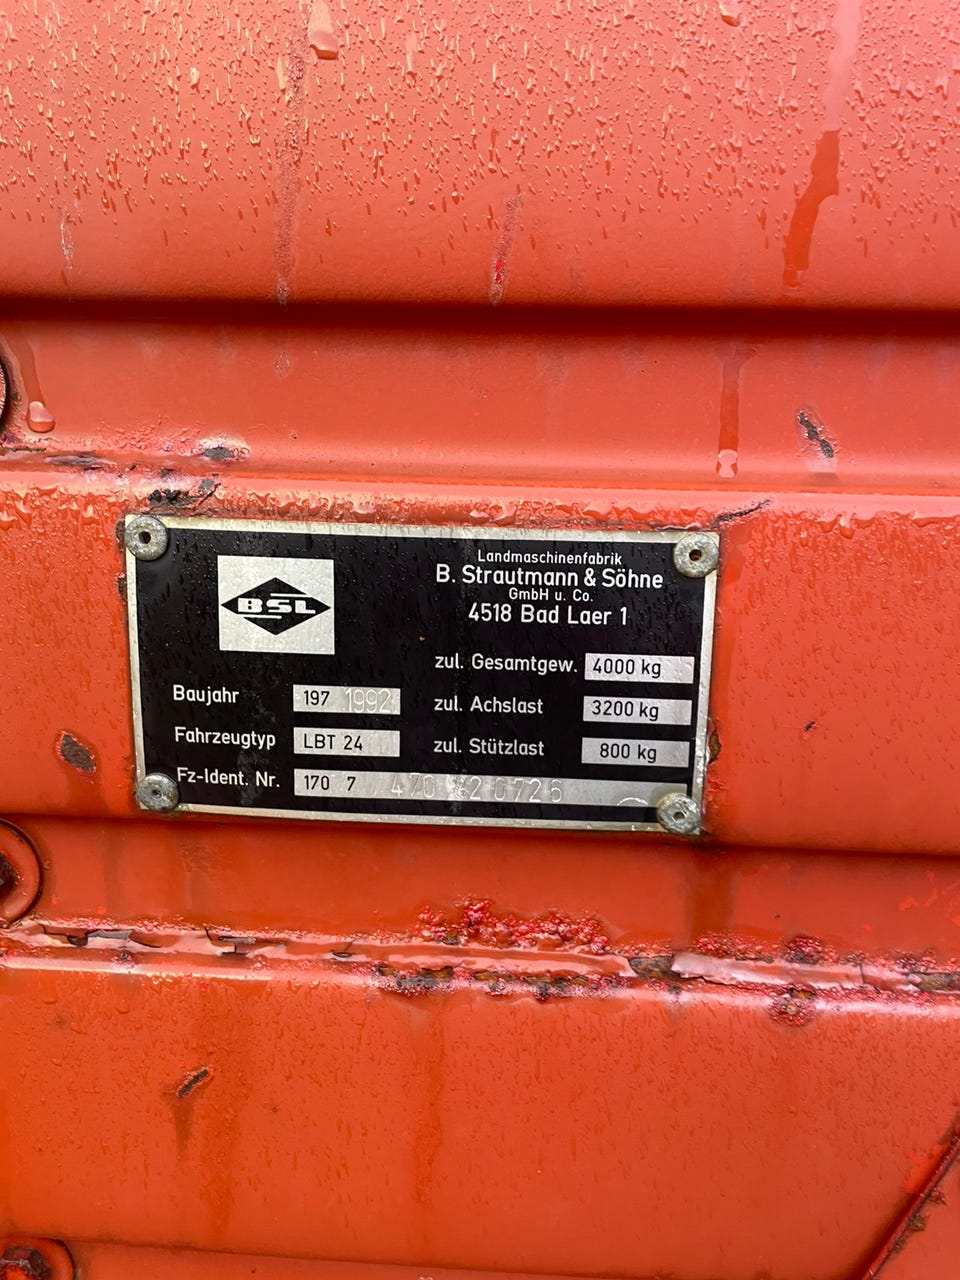 BSL
Landmaschinenfabrik
B. Strautmann & Söhne
GmbH u. Co.
4518 Bad Laer 1
zul. Gesamtgew. 4000 kg
Baujahr 197 1992
zul. Achslast 3200 kg
Fahrzeugtyp LBT 24
zul. Stützlast 800 kg
Fz-Ident. Nr. 170 7